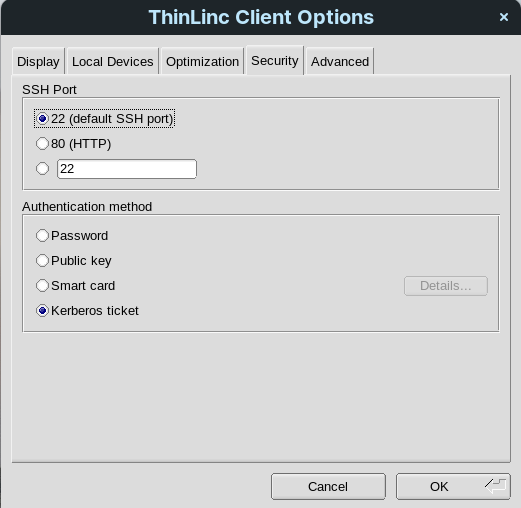 ThinLinc Client Options
Display Local Devices Optimization Security Advanced
SSH Port
22 (default SSH port)
80 (HTTP)
22
Authentication method
Password
Public key
Smart card Details...
Kerberos ticket
Cancel OK